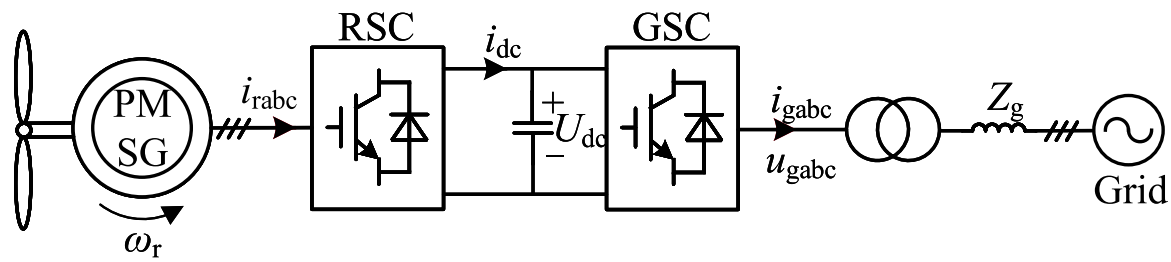 RSC
GSC
PM
SG
i_rabc
i_dc
+
U_dc
−
i_gabc
u_gabc
Z_g
Grid
ω_r